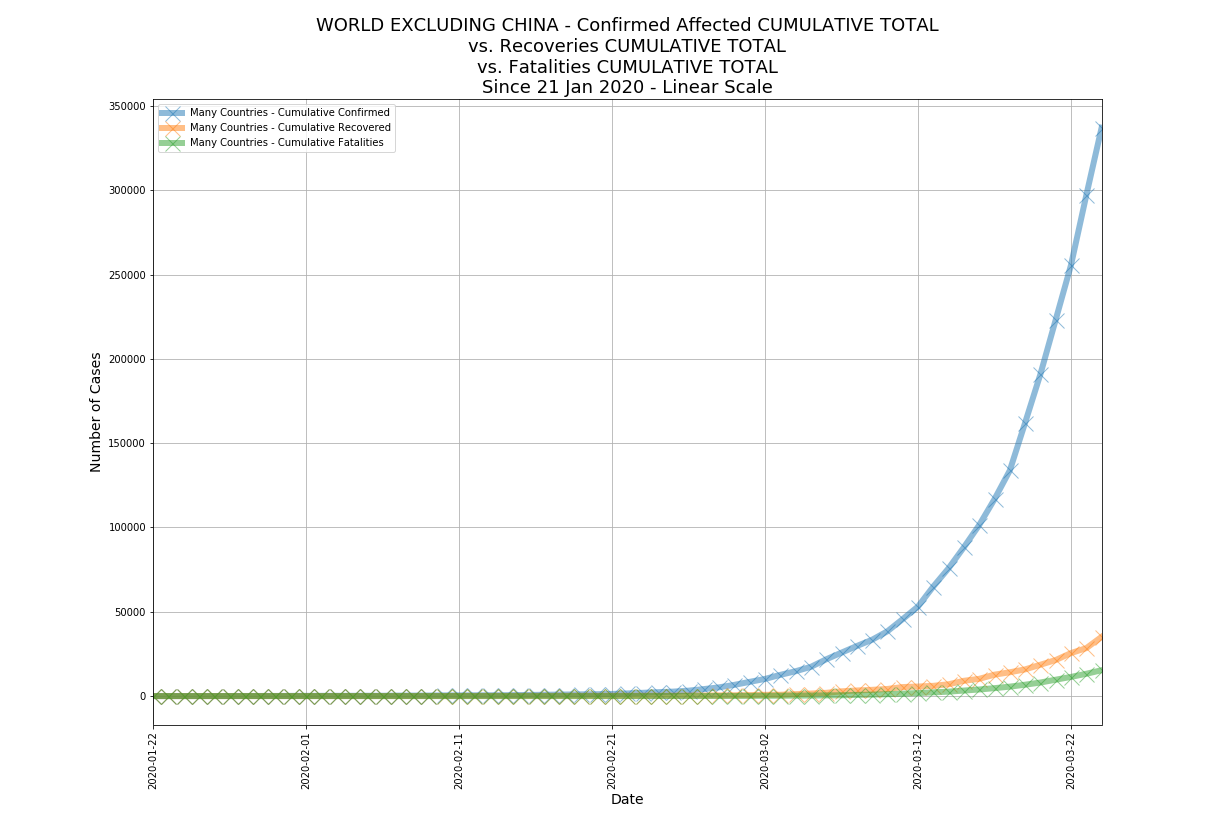 WORLD EXCLUDING CHINA - Confirmed Affected CUMULATIVE TOTAL
vs. Recoveries CUMULATIVE TOTAL
vs. Fatalities CUMULATIVE TOTAL
Since 21 Jan 2020 - Linear Scale
Many Countries - Cumulative Confirmed
Many Countries - Cumulative Recovered
Many Countries - Cumulative Fatalities
Number of Cases
350000
300000
250000
200000
150000
100000
50000
0
2020-01-22
2020-02-01
2020-02-11
2020-02-21
2020-03-02
2020-03-12
2020-03-22
Date